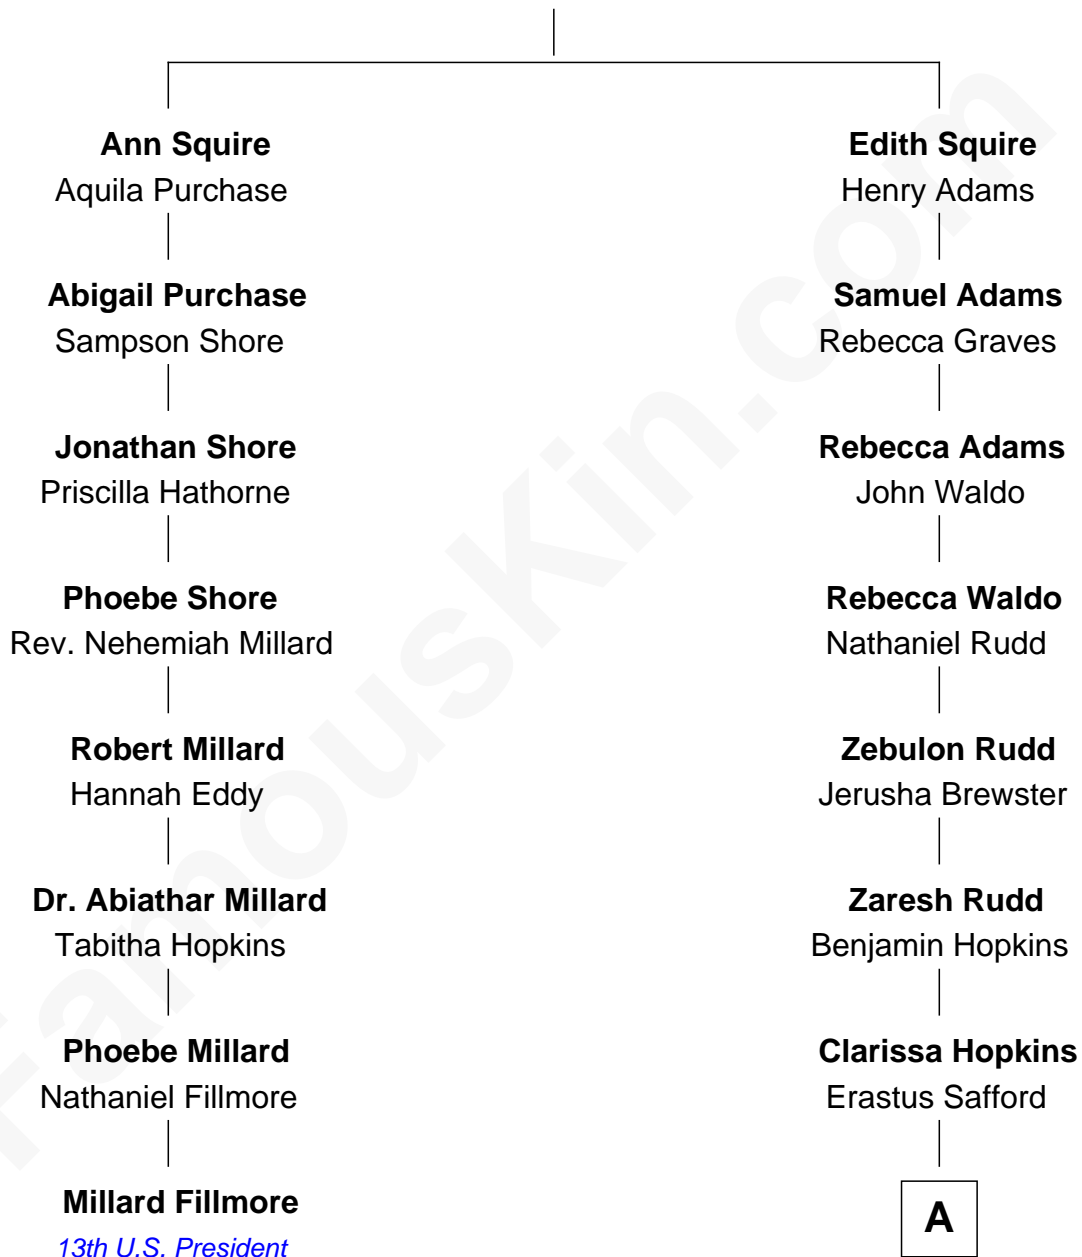 Ann Squire
Aquila Purchase
Edith Squire
Henry Adams
Abigail Purchase
Sampson Shore
Samuel Adams
Rebecca Graves
Jonathan Shore
Priscilla Hathorne
Rebecca Adams
John Waldo
Phoebe Shore
Rev. Nehemiah Millard
Rebecca Waldo
Nathaniel Rudd
Robert Millard
Hannah Eddy
Zebulon Rudd
Jerusha Brewster
Dr. Abiathar Millard
Tabitha Hopkins
Zaresh Rudd
Benjamin Hopkins
Phoebe Millard
Nathaniel Fillmore
Clarissa Hopkins
Erastus Safford
Millard Fillmore
13th U.S. President
A
FamousKin.com